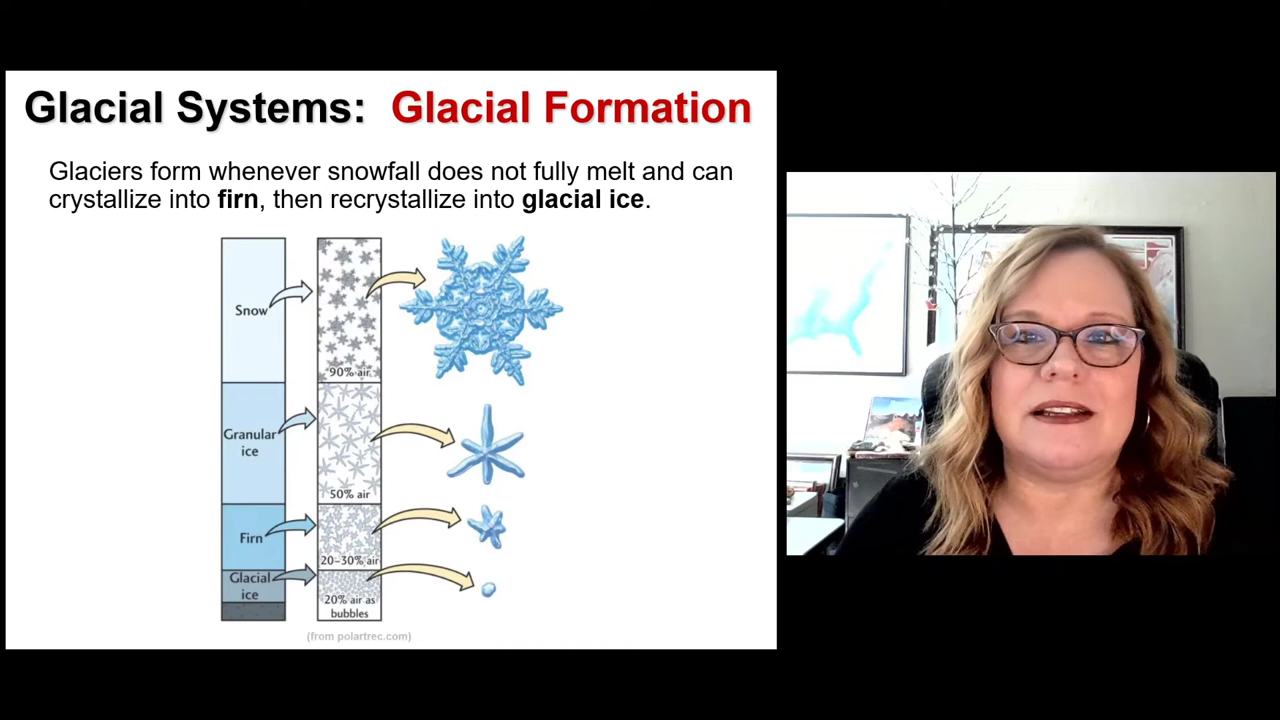 Glacial Systems: Glacial Formation
Glaciers form whenever snowfall does not fully melt and can
crystallize into firn, then recrystallize into glacial ice.
Snow
90% air
Granular
ice
50% air
Firn
20–30% air
Glacial
ice
20% air as
bubbles
(from polartrec.com)